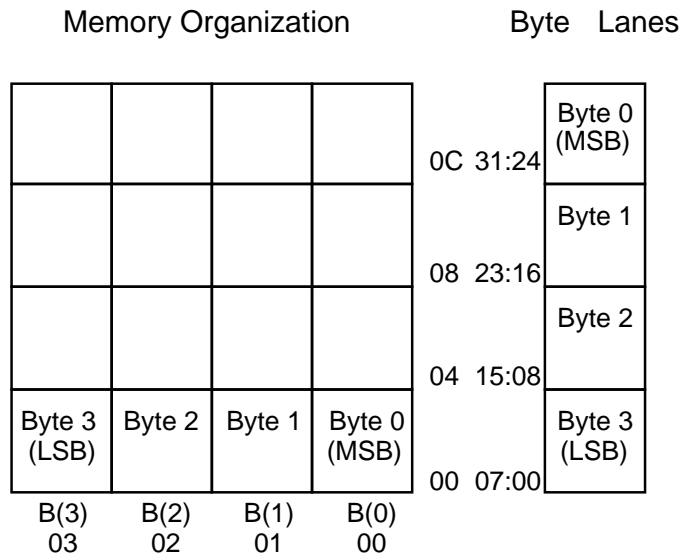 Memory Organization
Byte Lanes
Byte 0
(MSB)
0C 31:24
Byte 1
08 23:16
Byte 2
04 15:08
Byte 3
(LSB)
Byte 2
Byte 1
Byte 0
(MSB)
Byte 3
(LSB)
00 07:00
B(3) B(2) B(1) B(0)
03 02 01 00